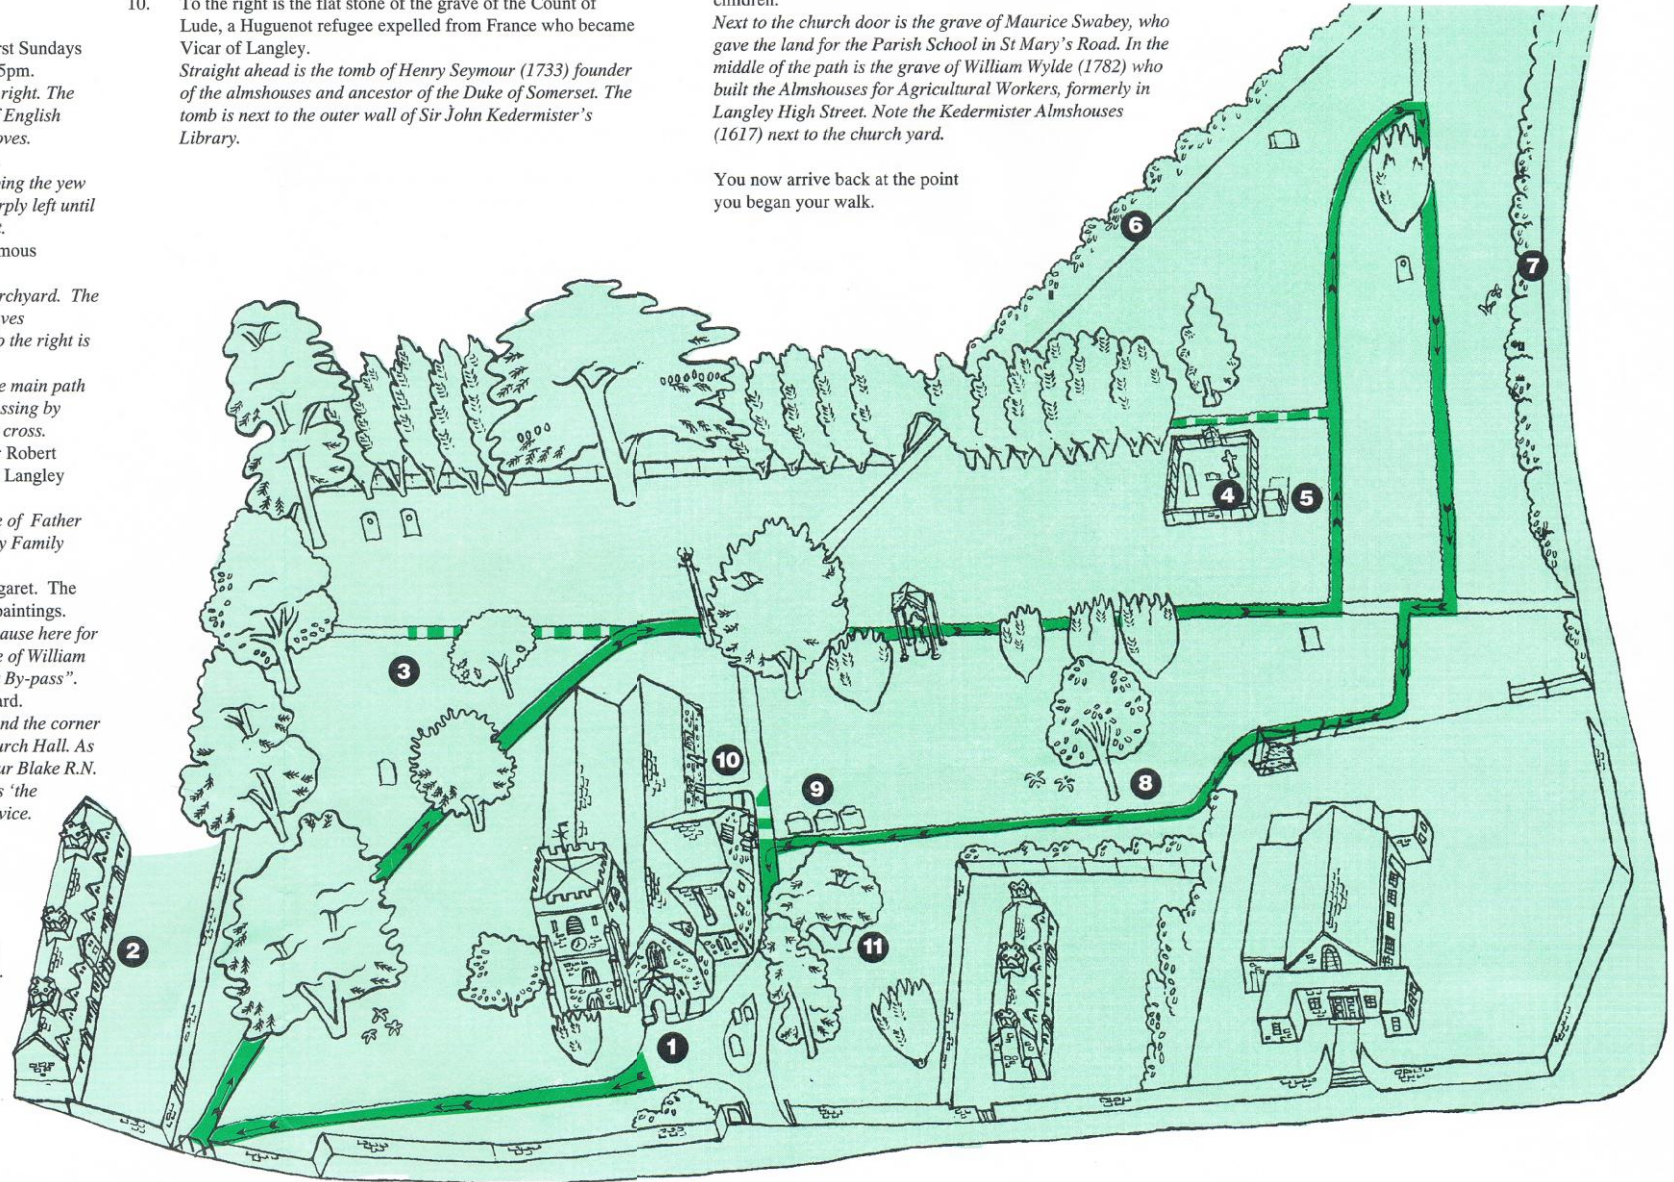 rst Sundays
5pm.
right. The
f English
oves.
ing the yew
rply left until
t.
mous
rchyard. The
ves
o the right is
e main path
ssing by
cross.
r Robert
Langley
e of Father
y Family
garet. The
paintings.
ause here for
e of William
By-pass”.
ard.
nd the corner
urch Hall. As
ur Blake R.N.
s ‘the
vice.
.
10. To the right is the flat stone of the grave of the Count of
Lude, a Huguenot refugee expelled from France who became
Vicar of Langley.
Straight ahead is the tomb of Henry Seymour (1733) founder
of the almshouses and ancestor of the Duke of Somerset. The
tomb is next to the outer wall of Sir John Kedermister’s
Library.
children.
Next to the church door is the grave of Maurice Swabey, who
gave the land for the Parish School in St Mary’s Road. In the
middle of the path is the grave of William Wylde (1782) who
built the Almshouses for Agricultural Workers, formerly in
Langley High Street. Note the Kedermister Almshouses
(1617) next to the church yard.
You now arrive back at the point
you began your walk.
6
7
4
5
3
10
9
8
2
11
1